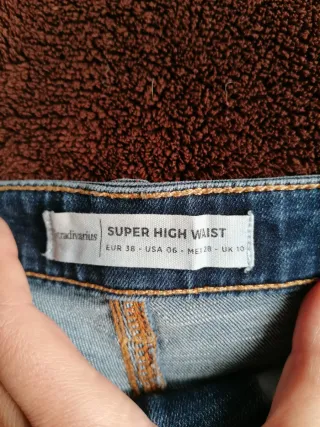 stradivarius
SUPER HIGH WAIST
EUR 38 - USA 06 - MEX 28 - UK 10